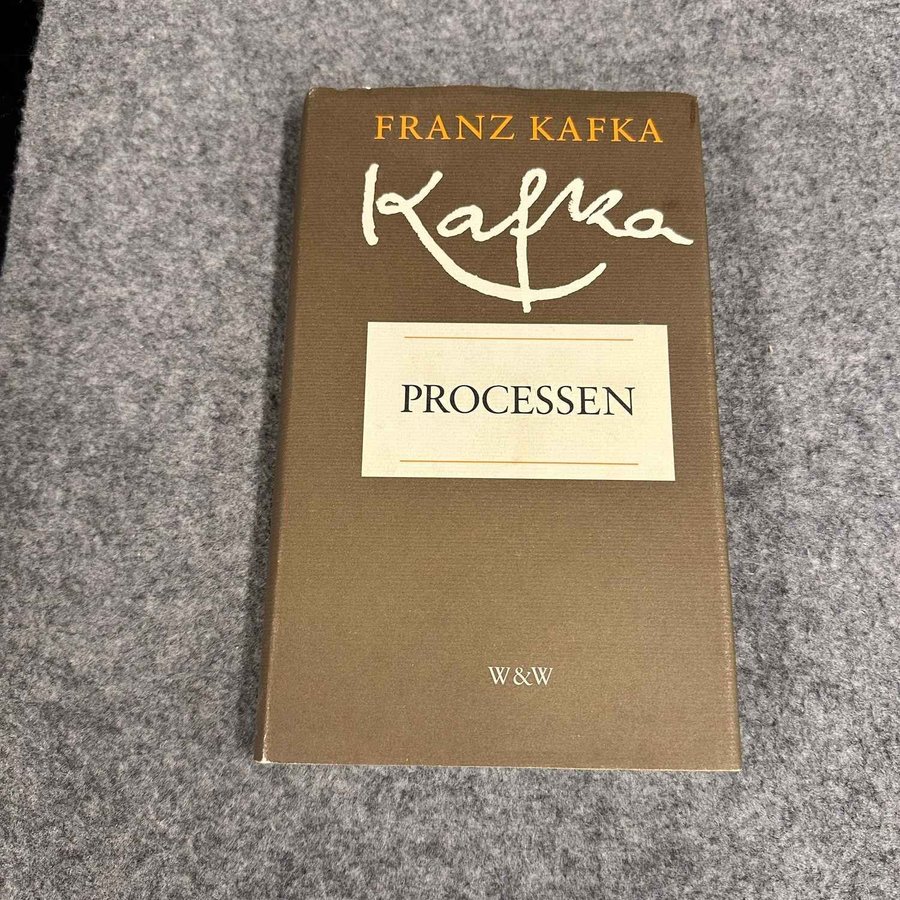 FRANZ KAFKA
Kafka
PROCESSEN
W&W